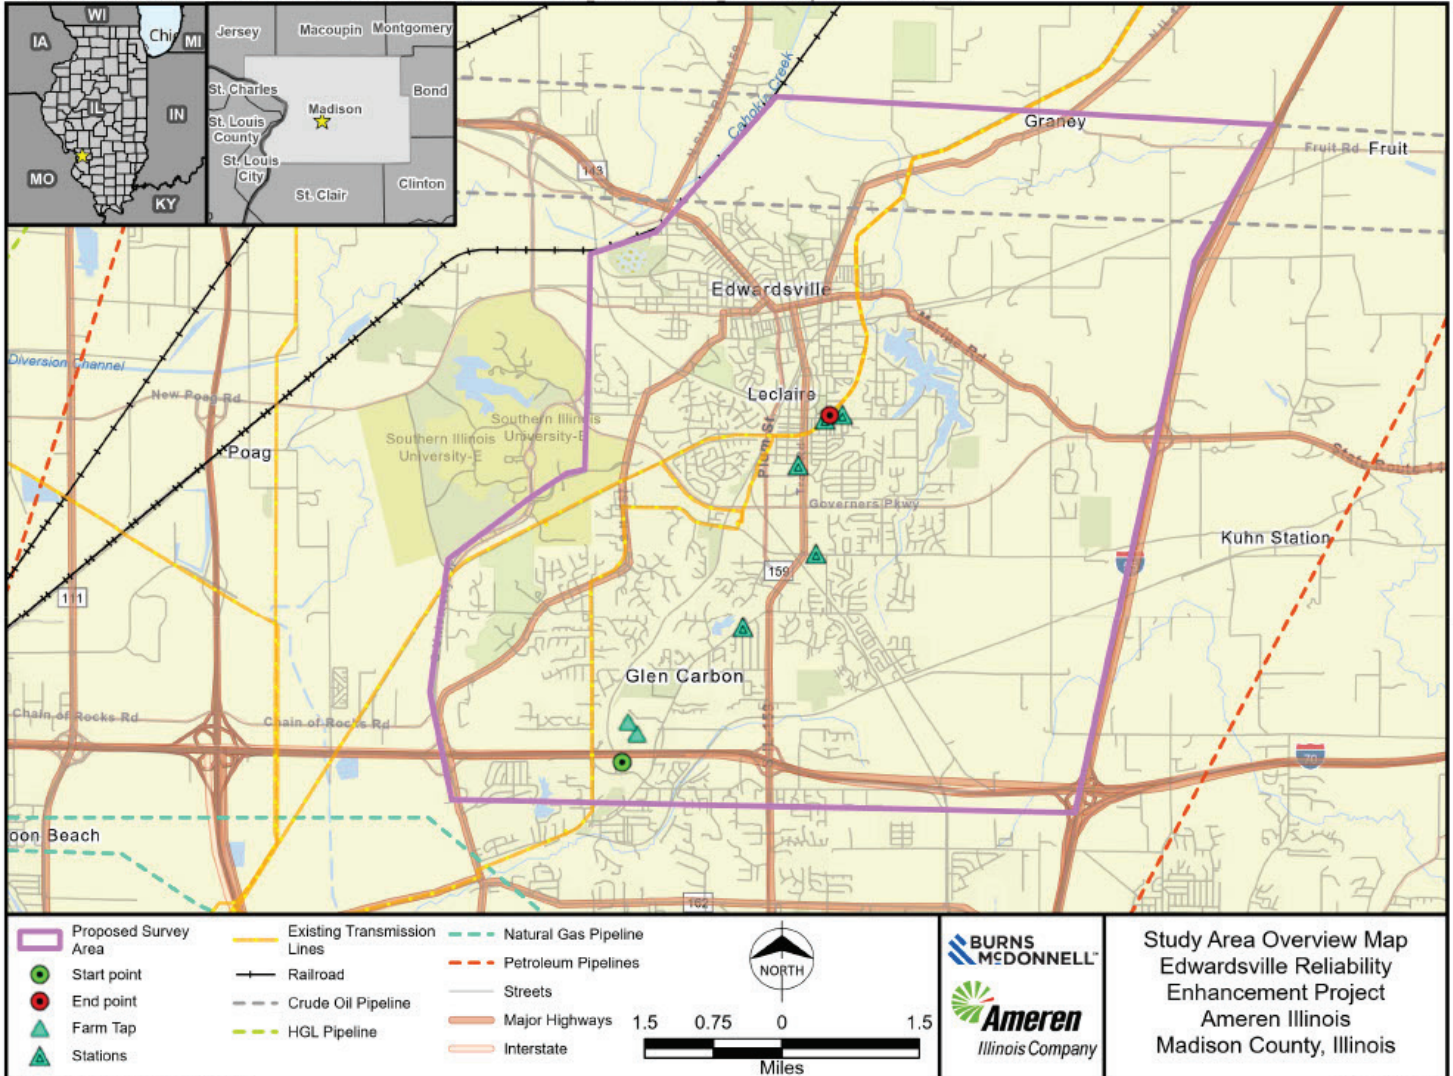 WI
IA
Chic
MI
IL
IN
MO
KY
Jersey
Macoupin
Montgomery
St. Charles
Madison
Bond
St. Louis
County
St. Louis
City
St. Clair
Clinton
Cahokia Creek
Graney
Fruit Rd
Fruit
143
Edwardsville
Marine Rd
Diversion Channel
New Poag Rd
Leclaire
Southern Illinois
University-E
Southern Illinois
University-E
Plum St
Poag
State Route 1
Governers Pkwy
Kuhn Station
159
111
Glen Carbon
Chain of Rocks Rd
Chain of Rocks Rd
70
oon Beach
162
Proposed Survey
Area
Start point
End point
Farm Tap
Stations
Existing Transmission
Lines
Railroad
Crude Oil Pipeline
HGL Pipeline
Natural Gas Pipeline
Petroleum Pipelines
Streets
Major Highways
Interstate
NORTH
1.5 0.75 0 1.5
Miles
BURNS
McDONNELL
Ameren
Illinois Company
Study Area Overview Map
Edwardsville Reliability
Enhancement Project
Ameren Illinois
Madison County, Illinois